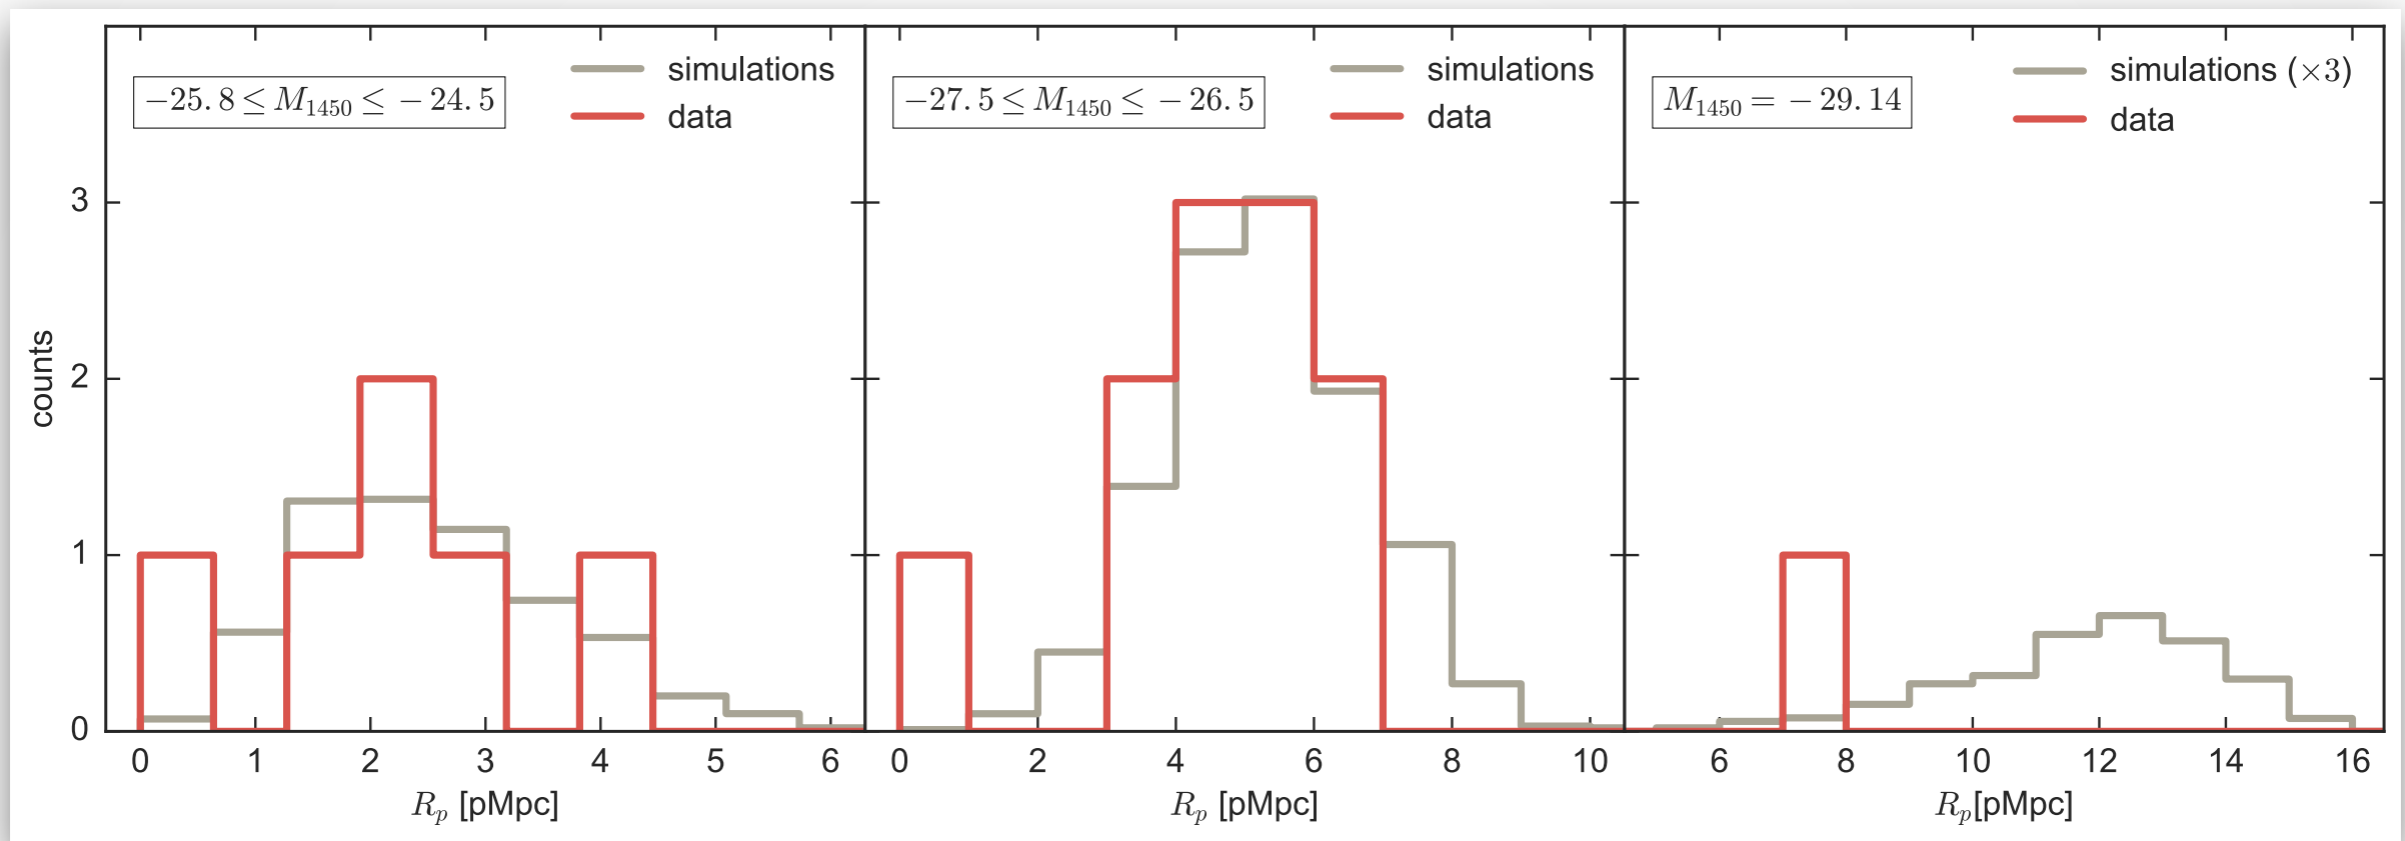 simulations
−25.8 ≤ M₁₄₅₀ ≤ −24.5
data
simulations
−27.5 ≤ M₁₄₅₀ ≤ −26.5
data
simulations (×3)
M₁₄₅₀ = −29.14
data
counts
3
2
1
0
0 1 2 3 4 5 6
0 2 4 6 8 10
6 8 10 12 14 16
Rₚ [pMpc]
Rₚ [pMpc]
Rₚ[pMpc]